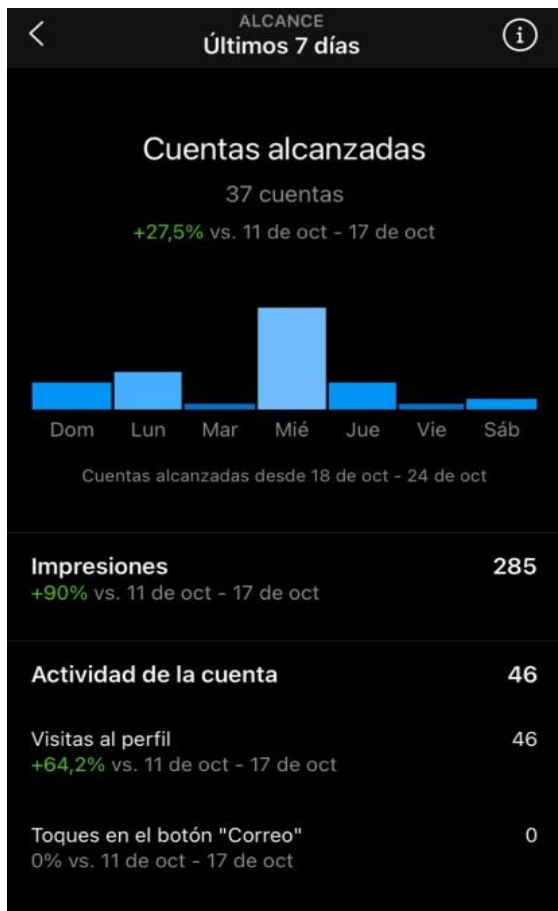 ALCANCE
Últimos 7 días
Cuentas alcanzadas
37 cuentas
+27,5% vs. 11 de oct - 17 de oct
Dom Lun Mar Mié Jue Vie Sáb
Cuentas alcanzadas desde 18 de oct - 24 de oct
Impresiones 285
+90% vs. 11 de oct - 17 de oct
Actividad de la cuenta 46
Visitas al perfil 46
+64,2% vs. 11 de oct - 17 de oct
Toques en el botón "Correo" 0
0% vs. 11 de oct - 17 de oct